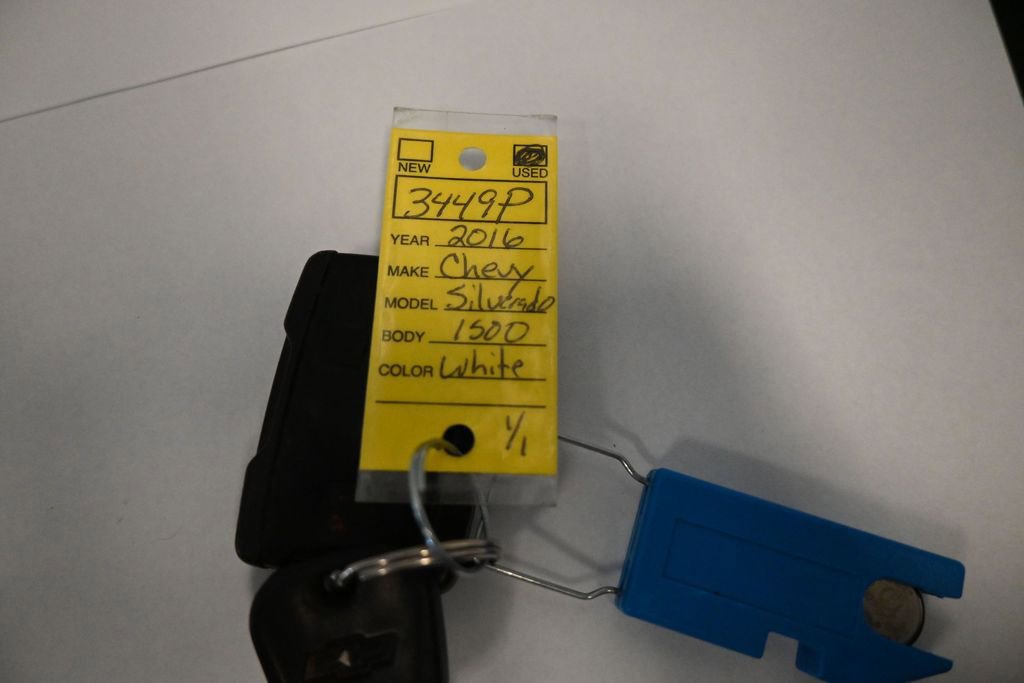 NEW USED
3449P
YEAR 2016
MAKE Chevy
MODEL Silverado
BODY 1500
COLOR White
1/1